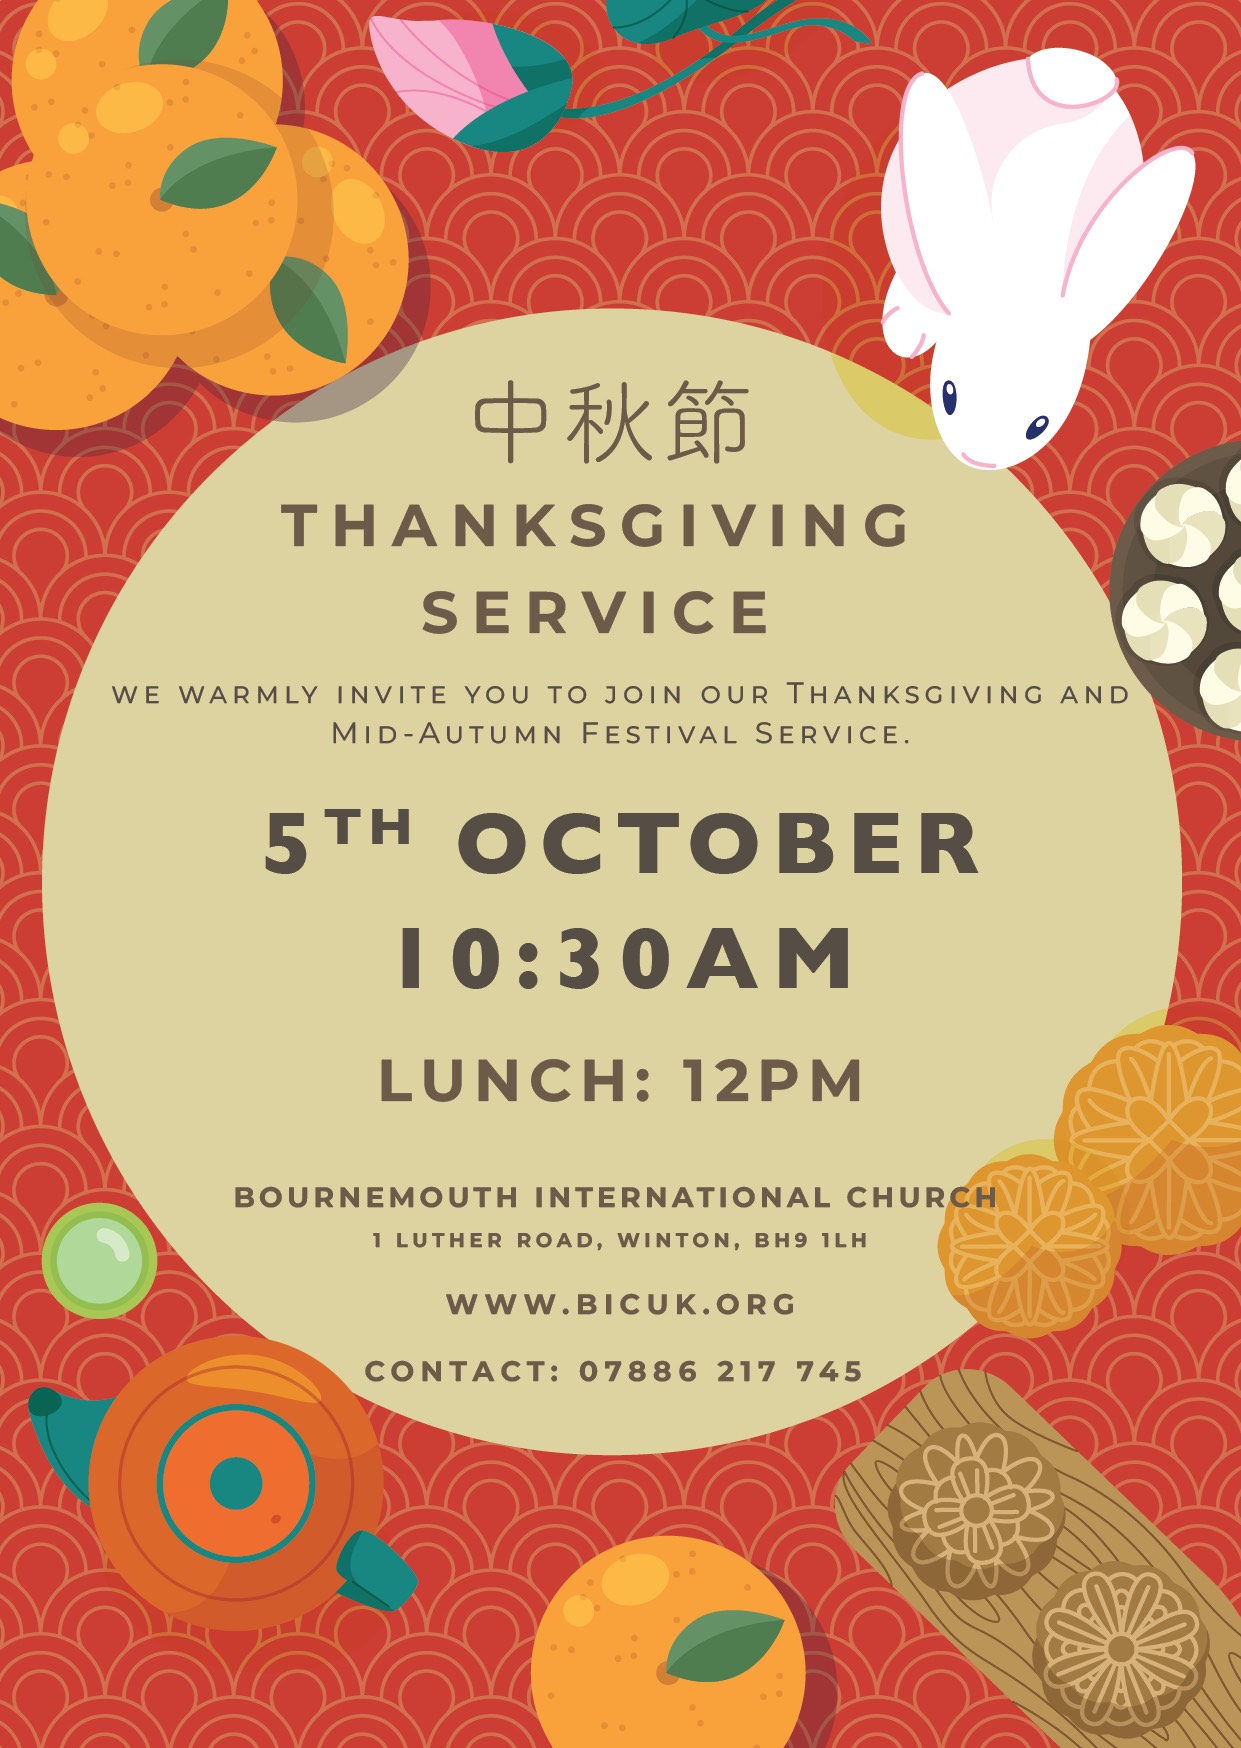 中秋節
THANKSGIVING
SERVICE
WE WARMLY INVITE YOU TO JOIN OUR THANKSGIVING AND
MID-AUTUMN FESTIVAL SERVICE.
5TH OCTOBER
10:30AM
LUNCH: 12PM
BOURNEMOUTH INTERNATIONAL CHURCH
1 LUTHER ROAD, WINTON, BH9 1LH
WWW.BICUK.ORG
CONTACT: 07886 217 745